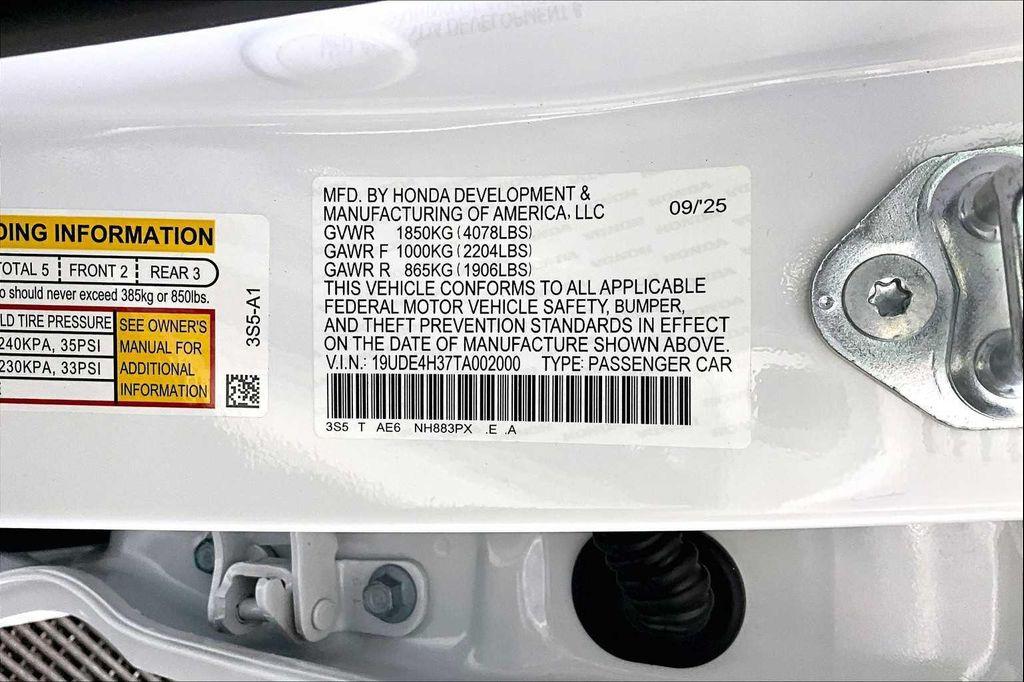 DING INFORMATION
TOTAL 5 FRONT 2 REAR 3
o should never exceed 385kg or 850lbs.
LD TIRE PRESSURE
240KPA, 35PSI
230KPA, 33PSI
SEE OWNER'S
MANUAL FOR
ADDITIONAL
INFORMATION
3S5-A1
MFD. BY HONDA DEVELOPMENT &
MANUFACTURING OF AMERICA, LLC 09/'25
GVWR 1850KG (4078LBS)
GAWR F 1000KG (2204LBS)
GAWR R 865KG (1906LBS)
THIS VEHICLE CONFORMS TO ALL APPLICABLE
FEDERAL MOTOR VEHICLE SAFETY, BUMPER,
AND THEFT PREVENTION STANDARDS IN EFFECT
ON THE DATE OF MANUFACTURE SHOWN ABOVE.
V.I.N.: 19UDE4H37TA002000 TYPE: PASSENGER CAR
3S5 T AE6 NH883PX .E .A